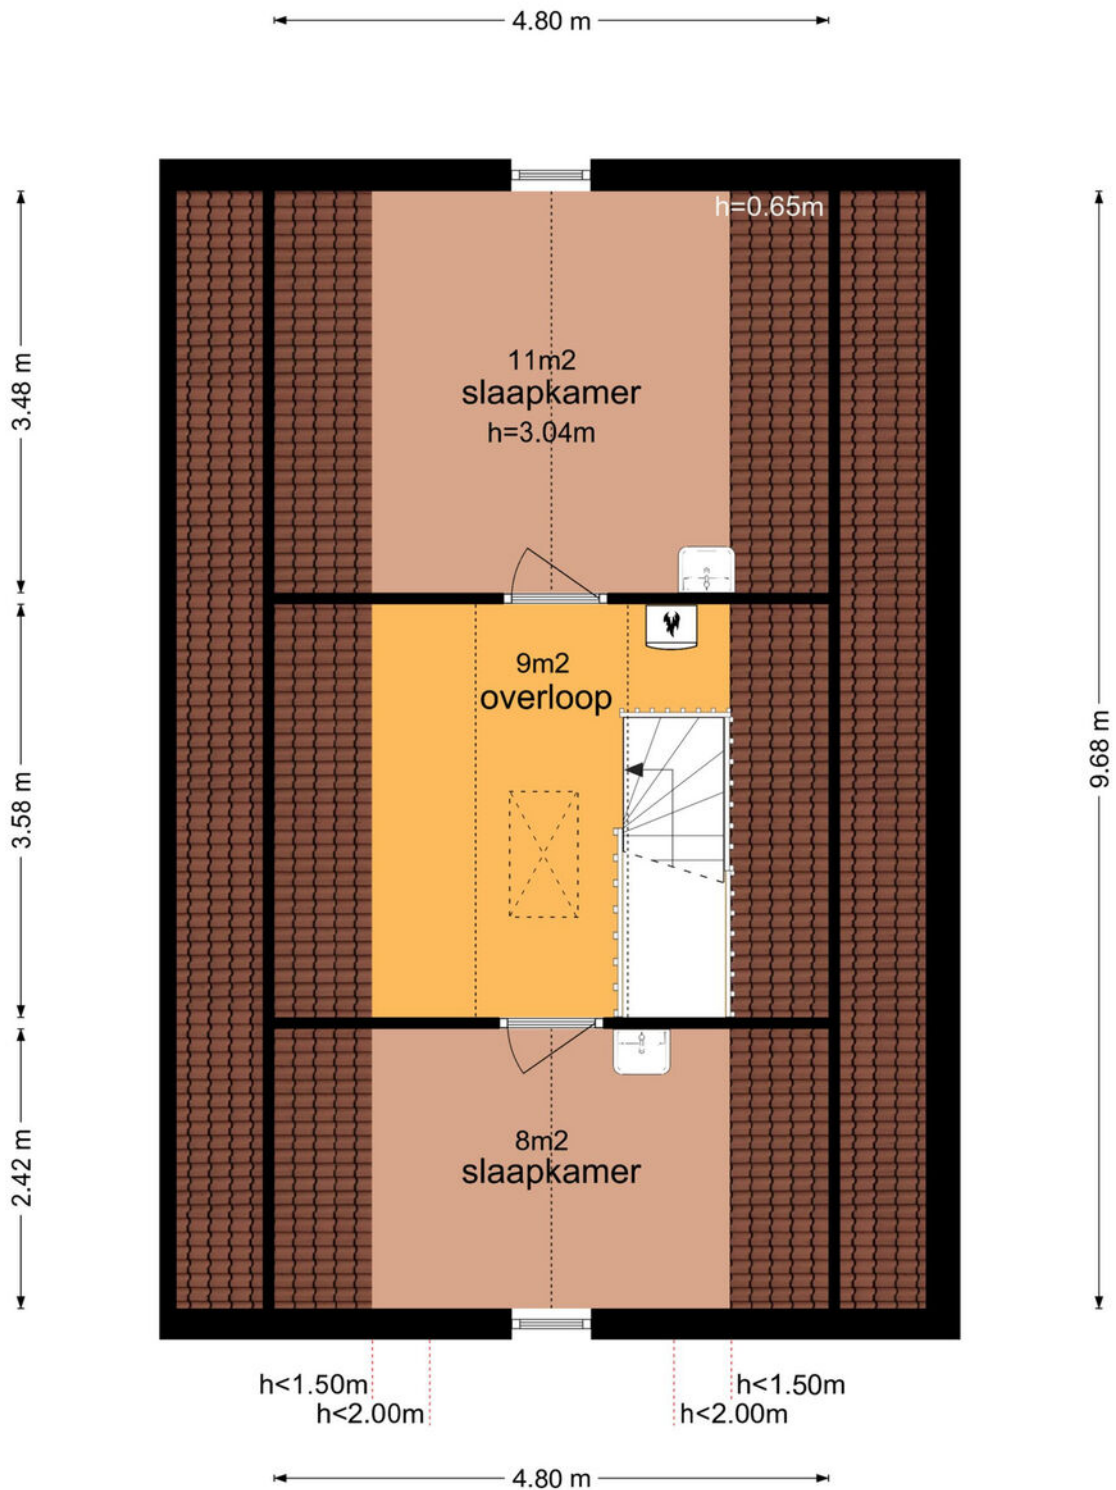 4.80 m
h=0.65m
3.48 m
11m2
slaapkamer
h=3.04m
9m2
overloop
3.58 m
9.68 m
2.42 m
8m2
slaapkamer
h<1.50m
h<1.50m
h<2.00m
h<2.00m
4.80 m